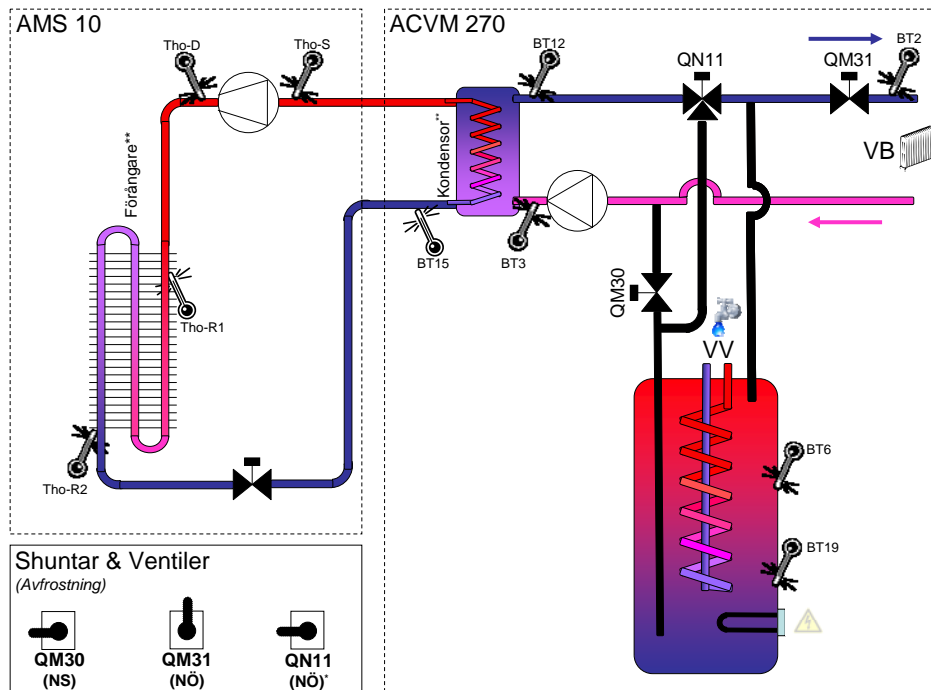 AMS 10
ACVM 270
Tho-D
Tho-S
BT12
QN11
QM31
BT2
Förångare**
Kondensor**
VB
BT15
BT3
Tho-R1
QM30
VV
Tho-R2
BT6
BT19
Shuntar & Ventiler
(Avfrostning)
QM30
(NS)
QM31
(NÖ)
QN11
(NÖ)*